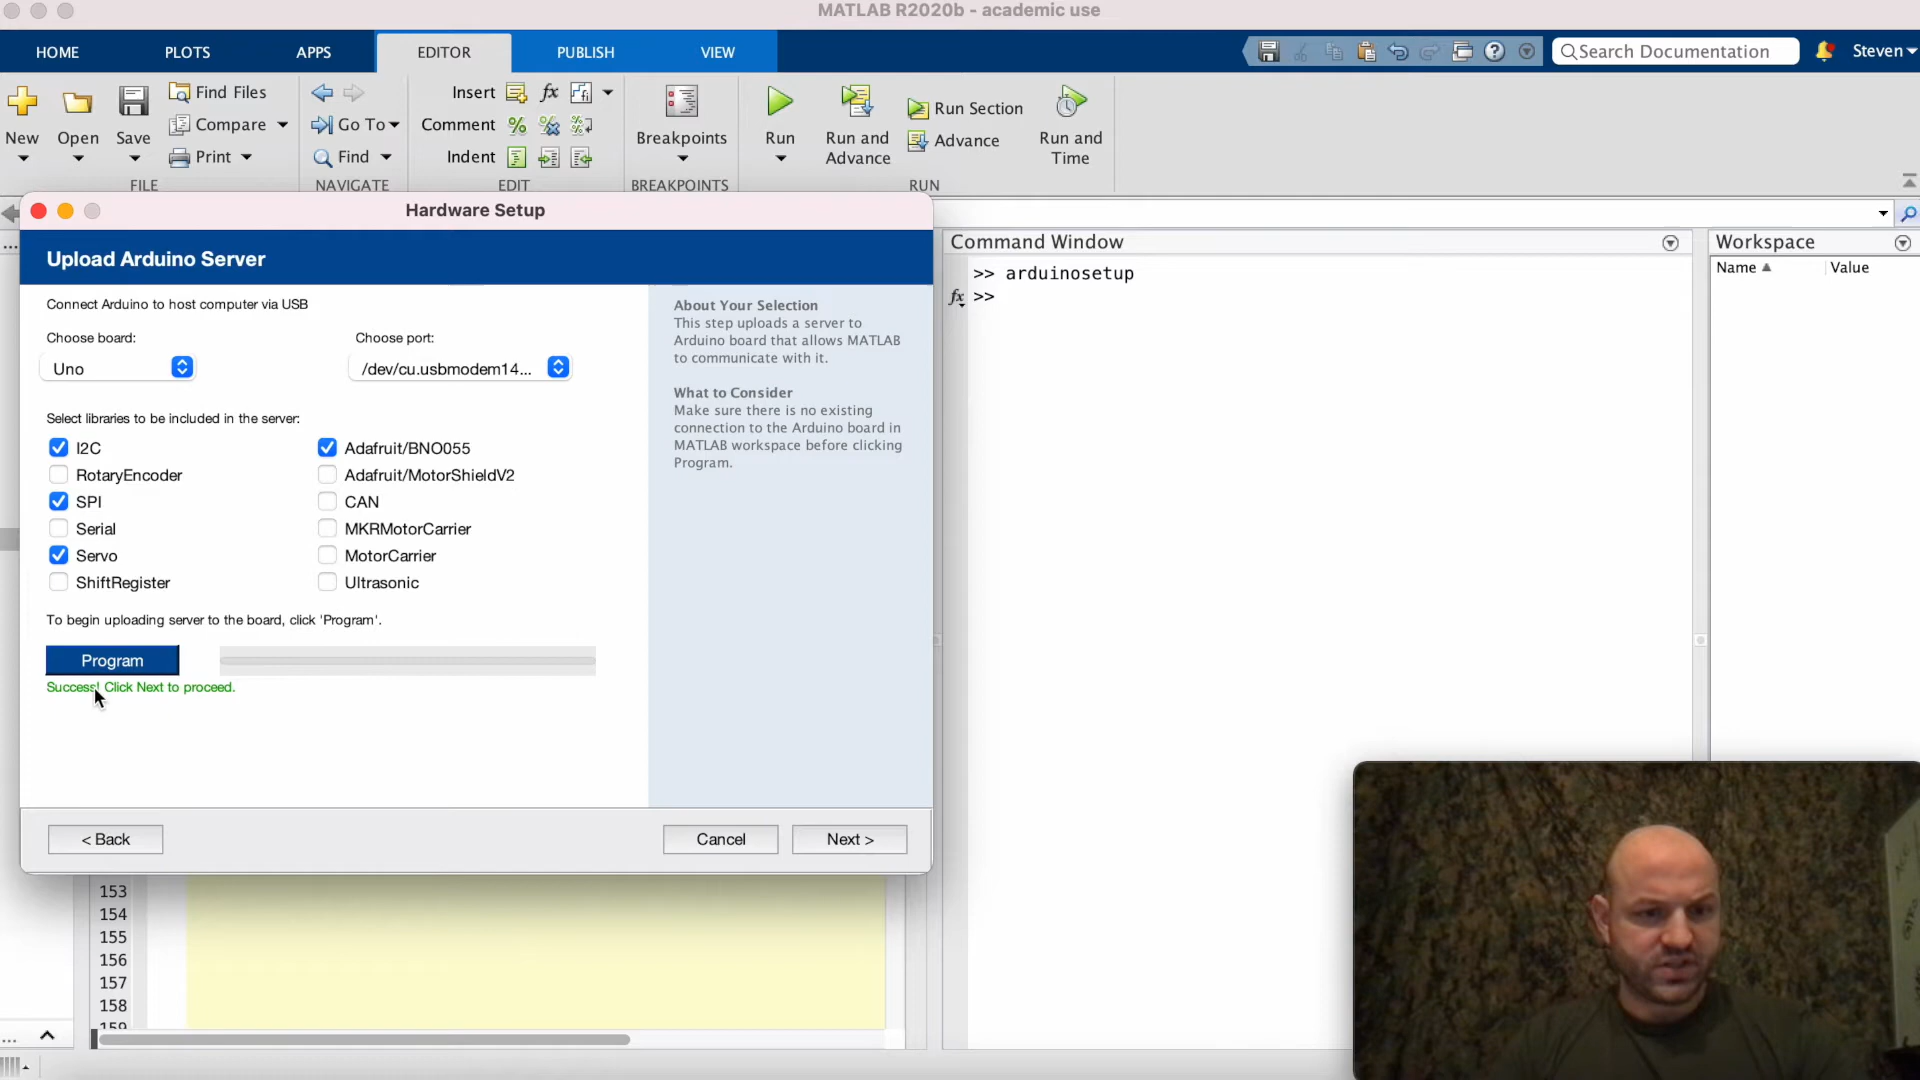 MATLAB R2020b - academic use
HOME PLOTS APPS EDITOR PUBLISH VIEW Search Documentation Steven
New Open Save Find Files Compare Print
Go To Find
Insert fx
Comment
Indent
Breakpoints
Run Run and Advance Run Section Advance Run and Time
FILE NAVIGATE EDIT BREAKPOINTS RUN
Hardware Setup
Upload Arduino Server
Connect Arduino to host computer via USB
Choose board: Choose port:
Uno /dev/cu.usbmodem14...
Select libraries to be included in the server:
I2C Adafruit/BNO055
RotaryEncoder Adafruit/MotorShieldV2
SPI CAN
Serial MKRMotorCarrier
Servo MotorCarrier
ShiftRegister Ultrasonic
To begin uploading server to the board, click 'Program'.
Program
Success! Click Next to proceed.
About Your Selection
This step uploads a server to
Arduino board that allows MATLAB
to communicate with it.
What to Consider
Make sure there is no existing
connection to the Arduino board in
MATLAB workspace before clicking
Program.
< Back Cancel Next >
Command Window
>> arduinosetup
fx >>
Workspace
Name Value
153
154
155
156
157
158
159